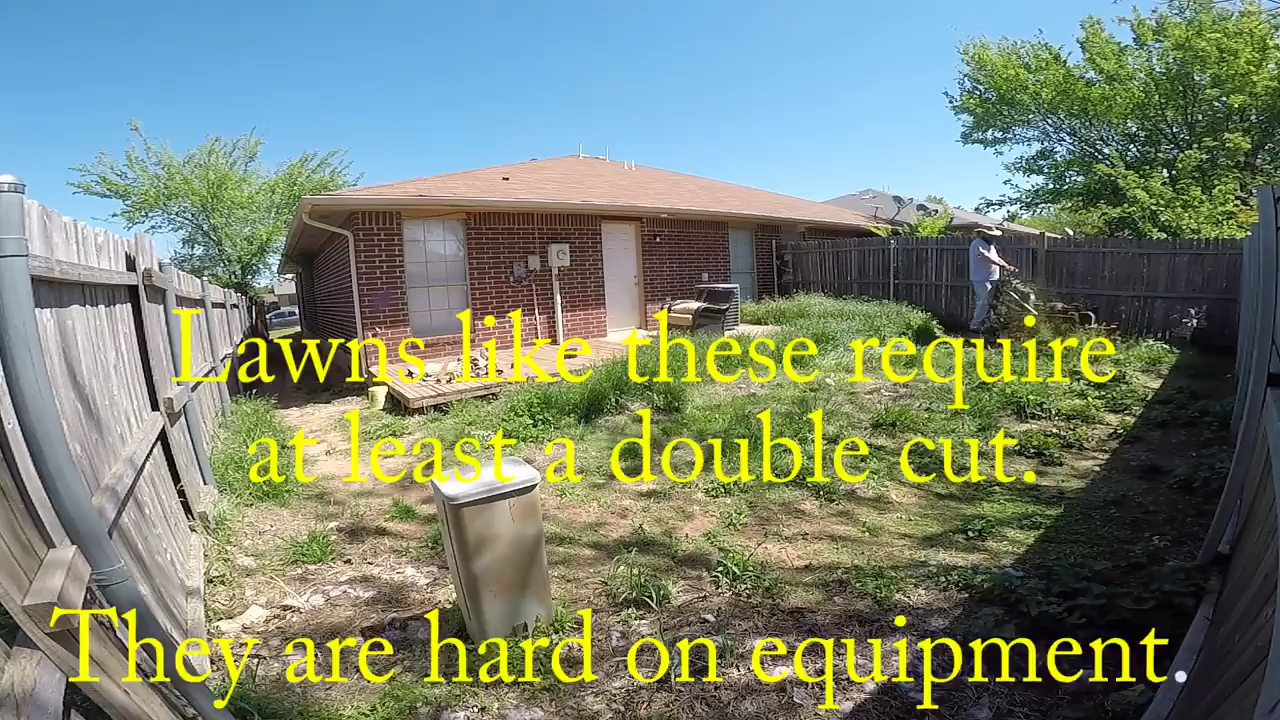 Lawns like these require
at least a double cut.
They are hard on equipment.